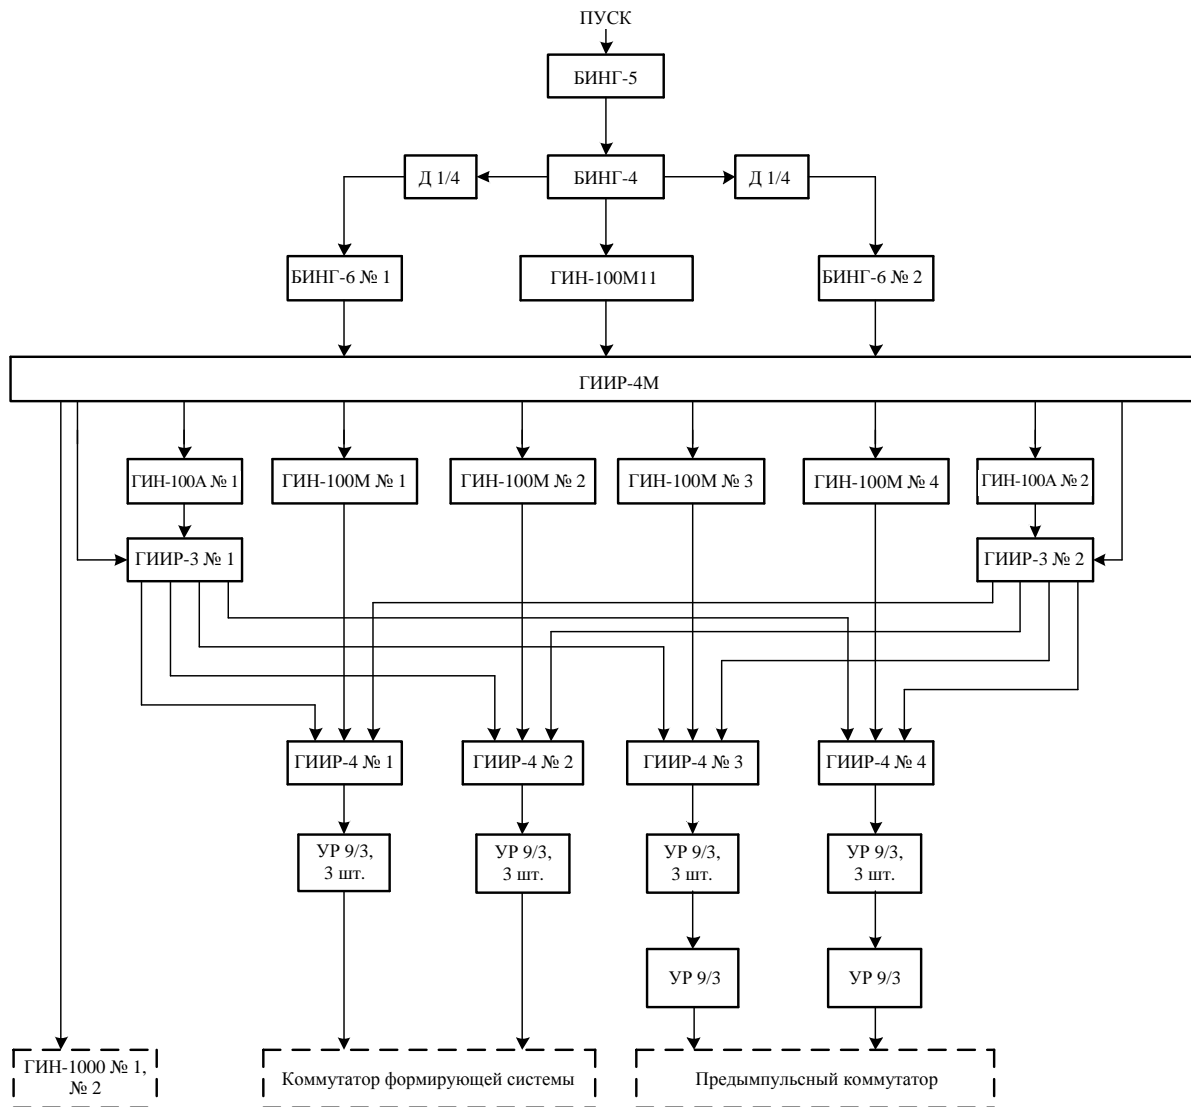 ПУСК
БИНГ-5
Д 1/4
БИНГ-4
Д 1/4
БИНГ-6 № 1
ГИН-100М11
БИНГ-6 № 2
ГИИР-4М
ГИН-100А № 1
ГИН-100М № 1
ГИН-100М № 2
ГИН-100М № 3
ГИН-100М № 4
ГИН-100А № 2
ГИИР-3 № 1
ГИИР-3 № 2
ГИИР-4 № 1
ГИИР-4 № 2
ГИИР-4 № 3
ГИИР-4 № 4
УР 9/3,
3 шт.
УР 9/3,
3 шт.
УР 9/3,
3 шт.
УР 9/3,
3 шт.
УР 9/3
УР 9/3
ГИН-1000 № 1,
№ 2
Коммутатор формирующей системы
Предымпульсный коммутатор